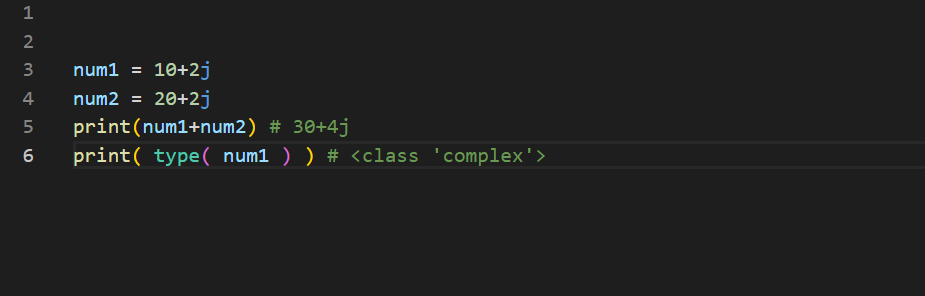 1
2
3 num1 = 10+2j
4 num2 = 20+2j
5 print(num1+num2) # 30+4j
6 print( type( num1 ) ) # <class 'complex'>